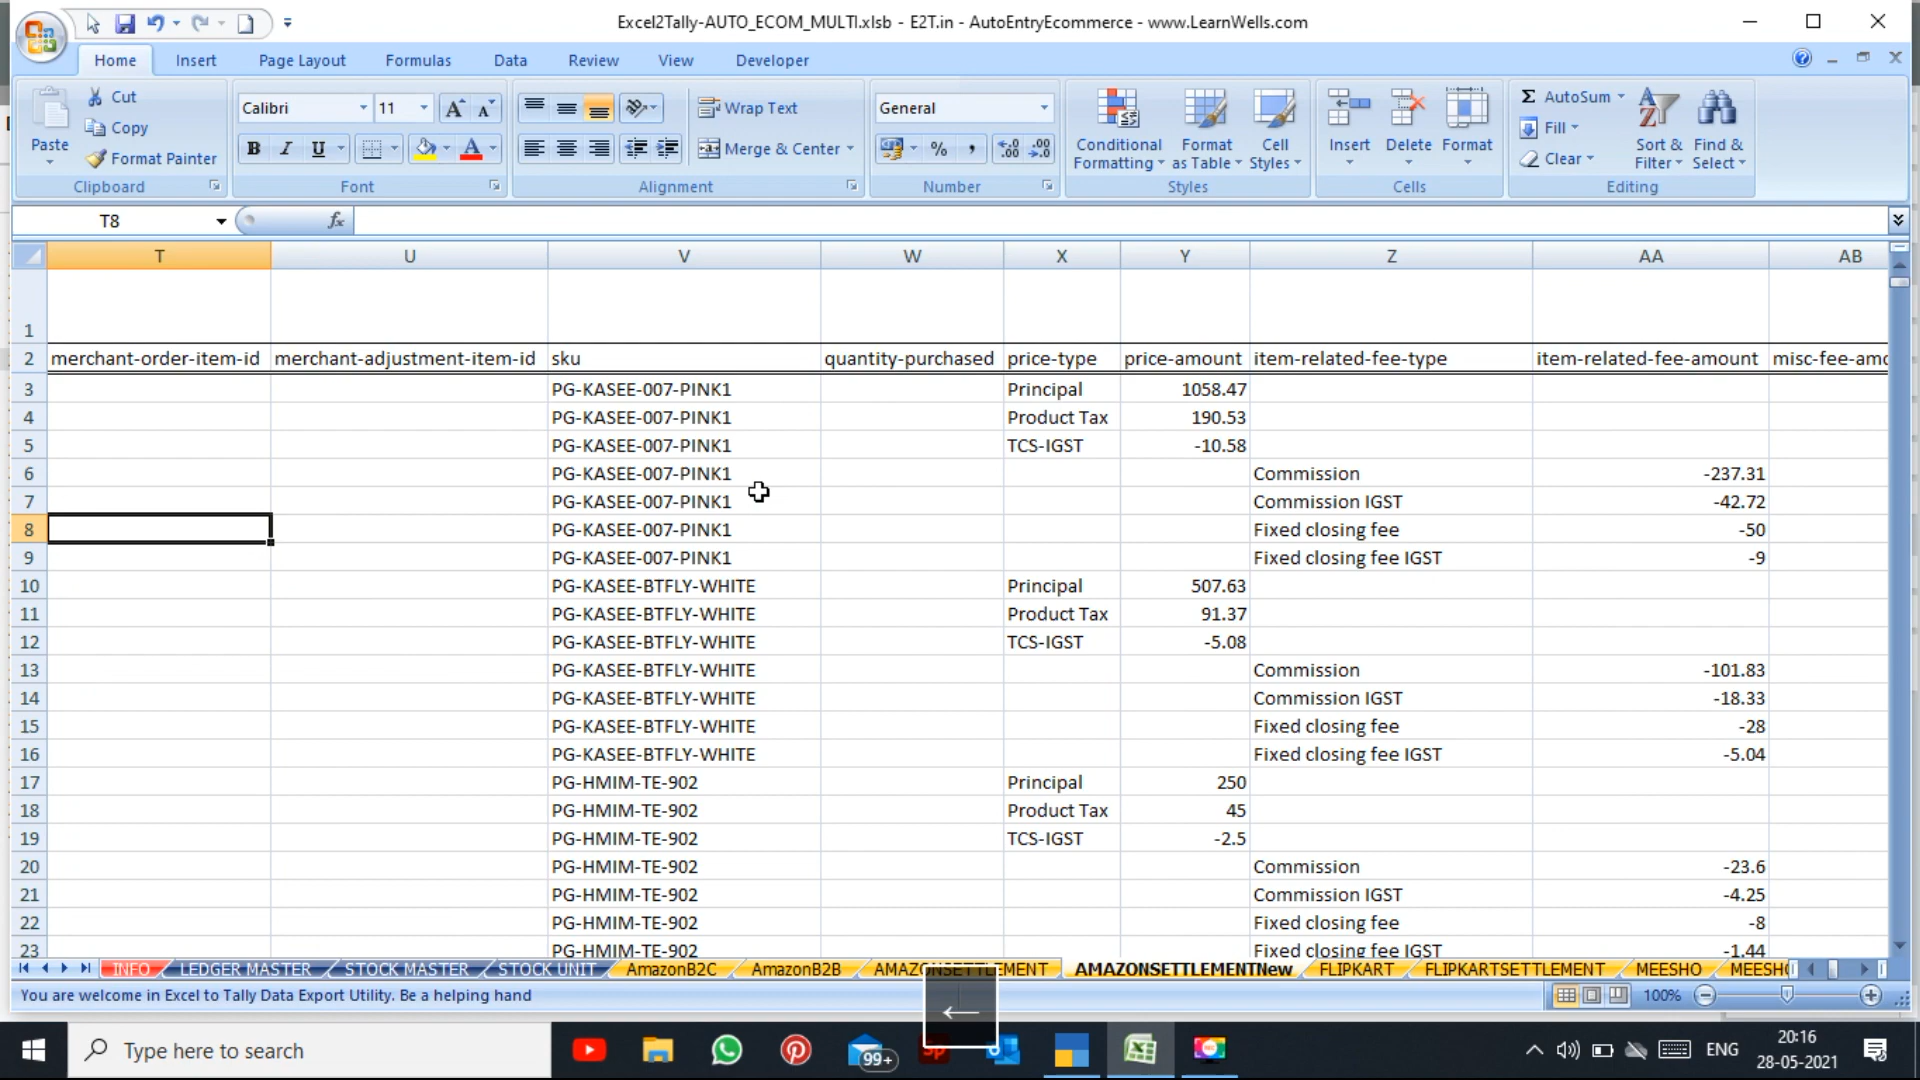 Excel2Tally-AUTO_ECOM_MULTI.xlsb - E2T.in - AutoEntryEcommerce - www.LearnWells.com
Home Insert Page Layout Formulas Data Review View Developer
Paste
Cut
Copy
Format Painter
Clipboard
Calibri 11
B I U
Font
Wrap Text
Merge & Center
Alignment
General
%
Number
Conditional Formatting
Format as Table
Cell Styles
Styles
Insert Delete Format
Cells
Σ AutoSum
Fill
Clear
Sort & Filter
Find & Select
Editing
T8 fx
T U V W X Y Z AA AB
1
2 merchant-order-item-id merchant-adjustment-item-id sku quantity-purchased price-type price-amount item-related-fee-type item-related-fee-amount misc-fee-amo
3 PG-KASEE-007-PINK1 Principal 1058.47
4 PG-KASEE-007-PINK1 Product Tax 190.53
5 PG-KASEE-007-PINK1 TCS-IGST -10.58
6 PG-KASEE-007-PINK1 Commission -237.31
7 PG-KASEE-007-PINK1 Commission IGST -42.72
8 PG-KASEE-007-PINK1 Fixed closing fee -50
9 PG-KASEE-007-PINK1 Fixed closing fee IGST -9
10 PG-KASEE-BTFLY-WHITE Principal 507.63
11 PG-KASEE-BTFLY-WHITE Product Tax 91.37
12 PG-KASEE-BTFLY-WHITE TCS-IGST -5.08
13 PG-KASEE-BTFLY-WHITE Commission -101.83
14 PG-KASEE-BTFLY-WHITE Commission IGST -18.33
15 PG-KASEE-BTFLY-WHITE Fixed closing fee -28
16 PG-KASEE-BTFLY-WHITE Fixed closing fee IGST -5.04
17 PG-HMIM-TE-902 Principal 250
18 PG-HMIM-TE-902 Product Tax 45
19 PG-HMIM-TE-902 TCS-IGST -2.5
20 PG-HMIM-TE-902 Commission -23.6
21 PG-HMIM-TE-902 Commission IGST -4.25
22 PG-HMIM-TE-902 Fixed closing fee -8
23 PG-HMIM-TE-902 Fixed closing fee IGST -1.44
INFO LEDGER MASTER STOCK MASTER STOCK UNIT AmazonB2C AmazonB2B AMAZONSETTLEMENT AMAZONSETTLEMENTNew FLIPKART FLIPKARTSETTLEMENT MEESHO MEESHO
You are welcome in Excel to Tally Data Export Utility. Be a helping hand 100%
←
Type here to search 99+ Sp ENG 20:16
28-05-2021